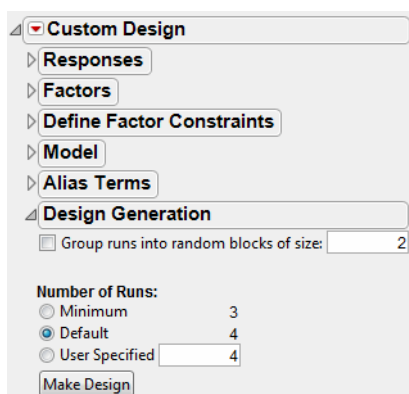 Custom Design
Responses
Factors
Define Factor Constraints
Model
Alias Terms
Design Generation
Group runs into random blocks of size: 2
Number of Runs:
Minimum 3
Default 4
User Specified 4
Make Design